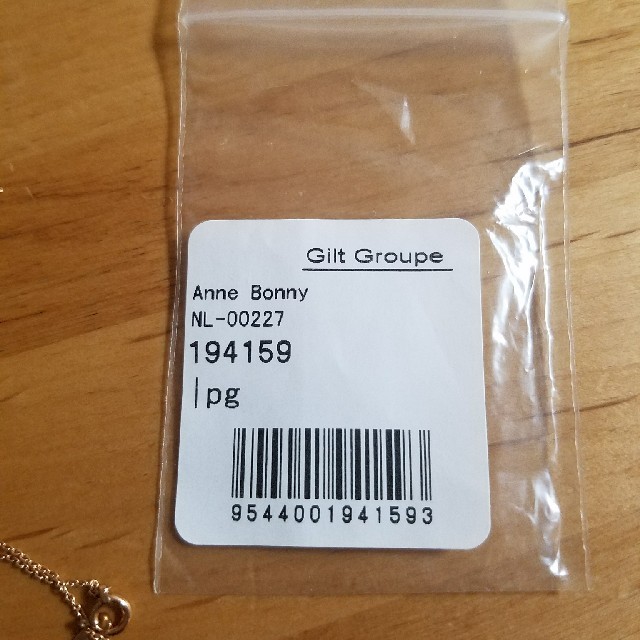 Gilt Groupe
Anne Bonny
NL-00227
194159
|pg
9544001941593